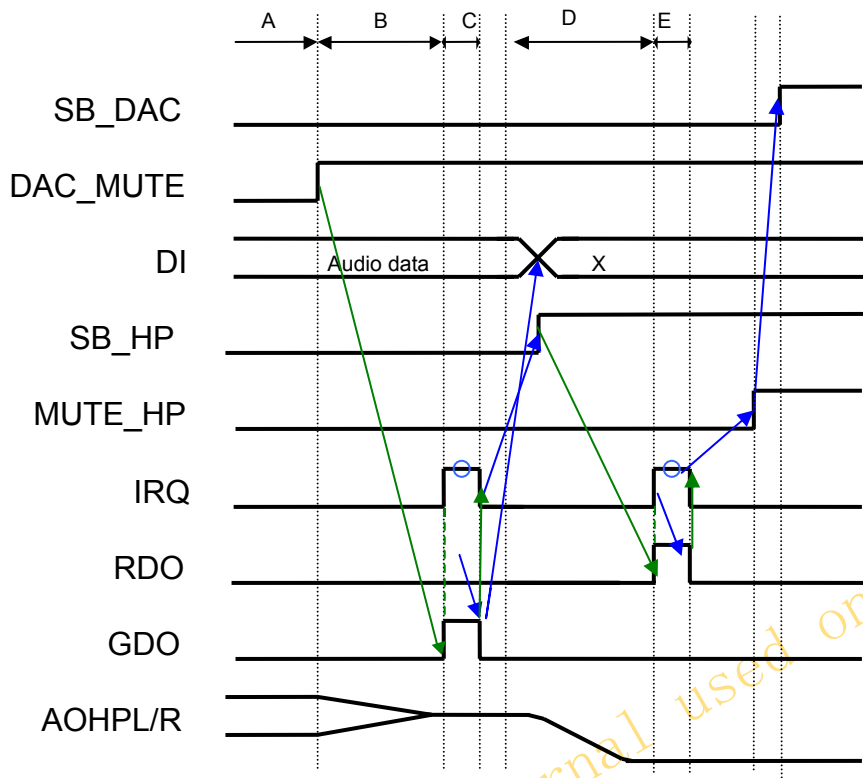 A B C D E
SB_DAC
DAC_MUTE
DI Audio data X
SB_HP
MUTE_HP
IRQ
RDO
GDO
AOHPL/R
rnal used on